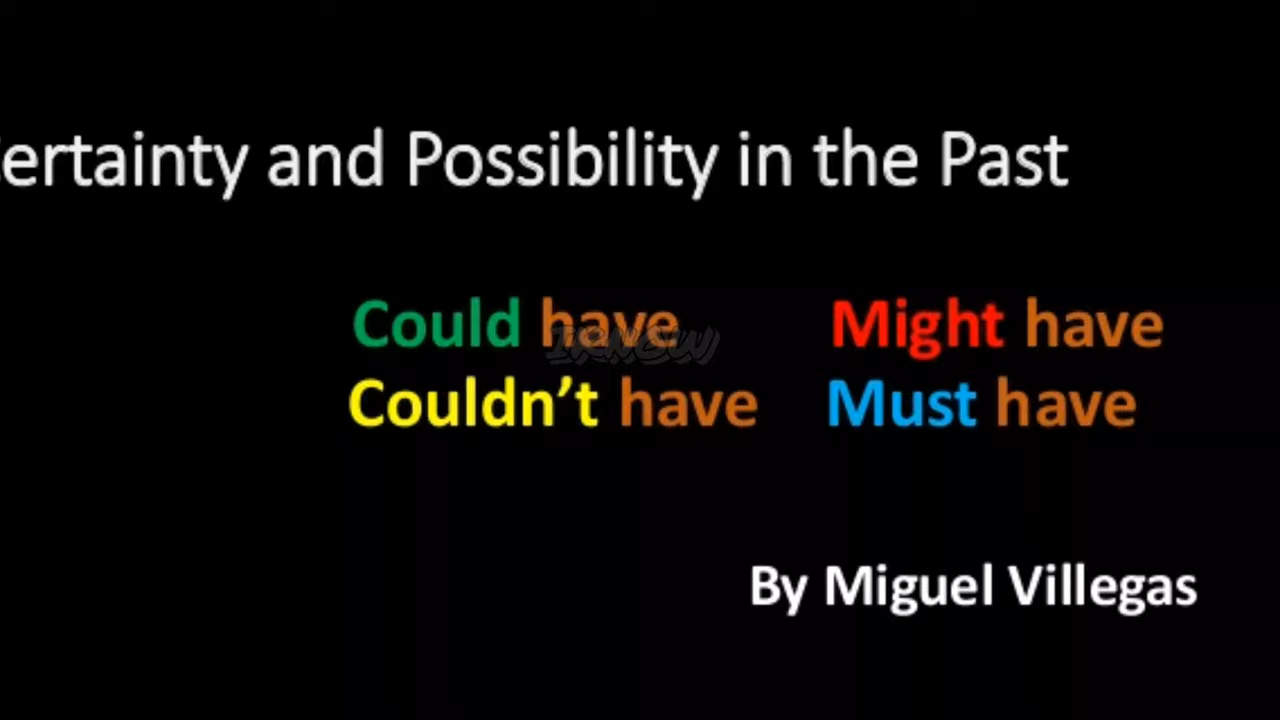 ertainty and Possibility in the Past
Could have Might have
Couldn’t have Must have
By Miguel Villegas